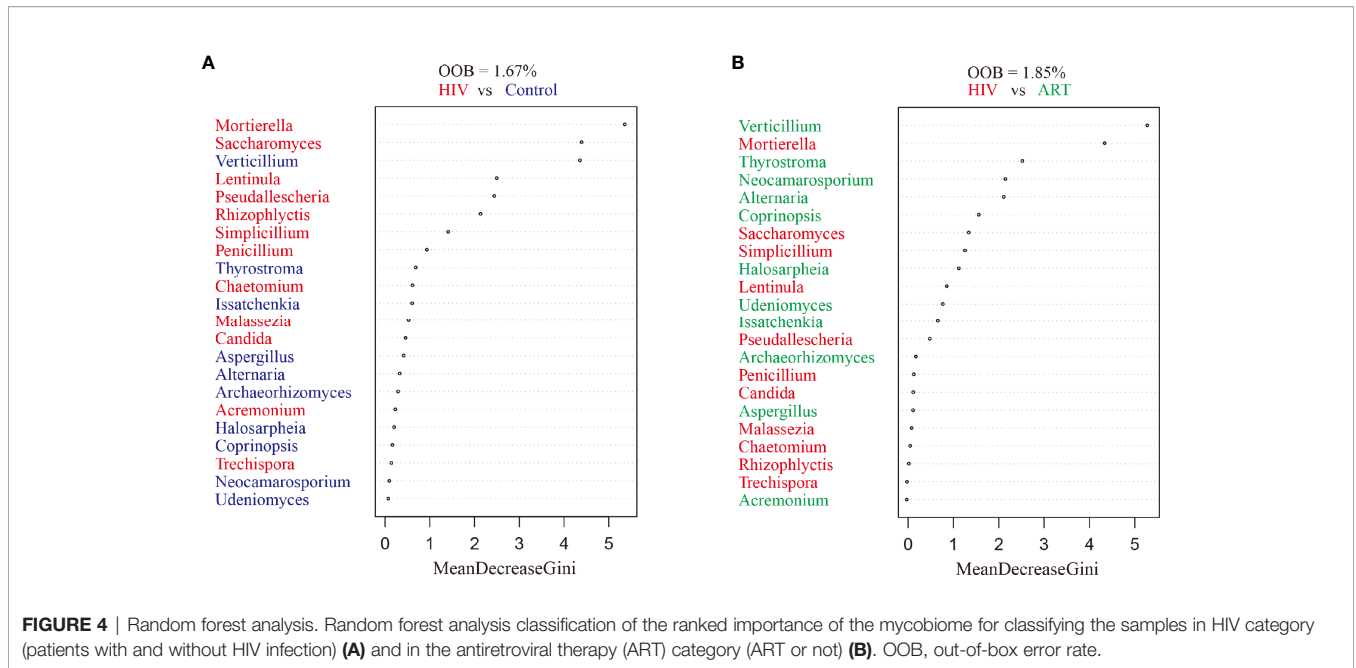 A
OOB = 1.67%
HIV vs Control
Mortierella
Saccharomyces
Verticillium
Lentinula
Pseudallescheria
Rhizophlyctis
Simplicillium
Penicillium
Thyrostroma
Chaetomium
Issatchenkia
Malassezia
Candida
Aspergillus
Alternaria
Archaeorhizomyces
Acremonium
Halosarpheia
Coprinopsis
Trechispora
Neocamarosporium
Udeniomyces
0 1 2 3 4 5
MeanDecreaseGini
B
OOB = 1.85%
HIV vs ART
Verticillium
Mortierella
Thyrostroma
Neocamarosporium
Alternaria
Coprinopsis
Saccharomyces
Simplicillium
Halosarpheia
Lentinula
Udeniomyces
Issatchenkia
Pseudallescheria
Archaeorhizomyces
Penicillium
Candida
Aspergillus
Malassezia
Chaetomium
Rhizophlyctis
Trechispora
Acremonium
0 1 2 3 4 5
MeanDecreaseGini
FIGURE 4 | Random forest analysis. Random forest analysis classification of the ranked importance of the mycobiome for classifying the samples in HIV category
(patients with and without HIV infection) (A) and in the antiretroviral therapy (ART) category (ART or not) (B). OOB, out-of-box error rate.